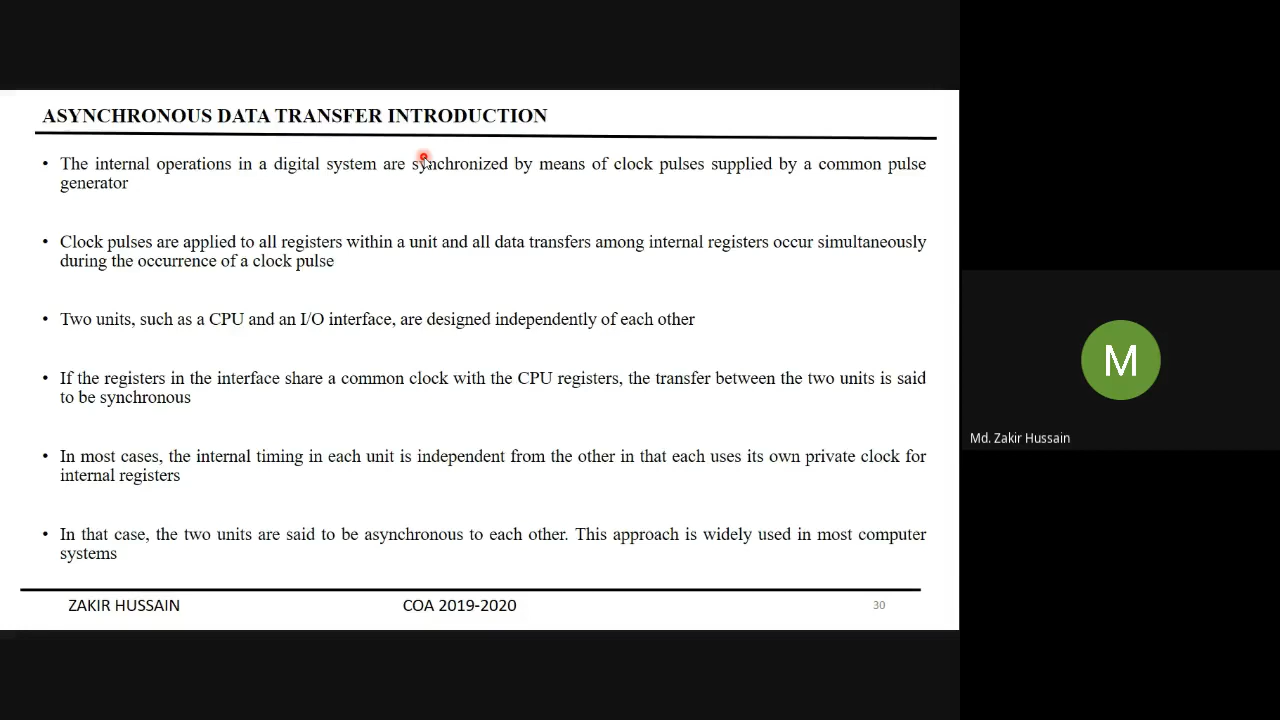 ASYNCHRONOUS DATA TRANSFER INTRODUCTION
• The internal operations in a digital system are synchronized by means of clock pulses supplied by a common pulse
generator
• Clock pulses are applied to all registers within a unit and all data transfers among internal registers occur simultaneously
during the occurrence of a clock pulse
• Two units, such as a CPU and an I/O interface, are designed independently of each other
• If the registers in the interface share a common clock with the CPU registers, the transfer between the two units is said
to be synchronous
• In most cases, the internal timing in each unit is independent from the other in that each uses its own private clock for
internal registers
• In that case, the two units are said to be asynchronous to each other. This approach is widely used in most computer
systems
ZAKIR HUSSAIN COA 2019-2020 30
M
Md. Zakir Hussain